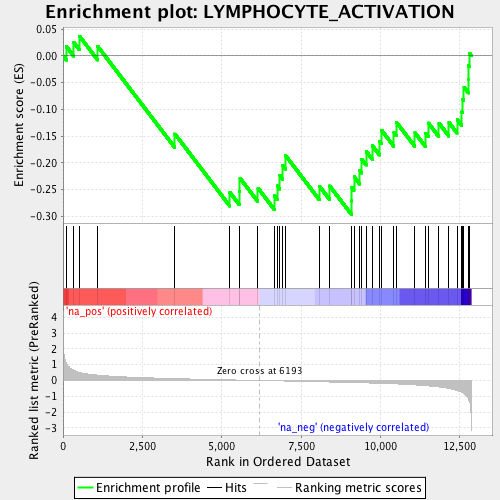 Enrichment plot: LYMPHOCYTE_ACTIVATION
Enrichment score (ES)
0.05
0.00
-0.05
-0.10
-0.15
-0.20
-0.25
-0.30
'na_pos' (positively correlated)
Ranked list metric (PreRanked)
4
3
2
1
0
-1
-2
-3
Zero cross at 6193
'na_neg' (negatively correlated)
0 2,500 5,000 7,500 10,000 12,500
Rank in Ordered Dataset
Enrichment profile Hits Ranking metric scores